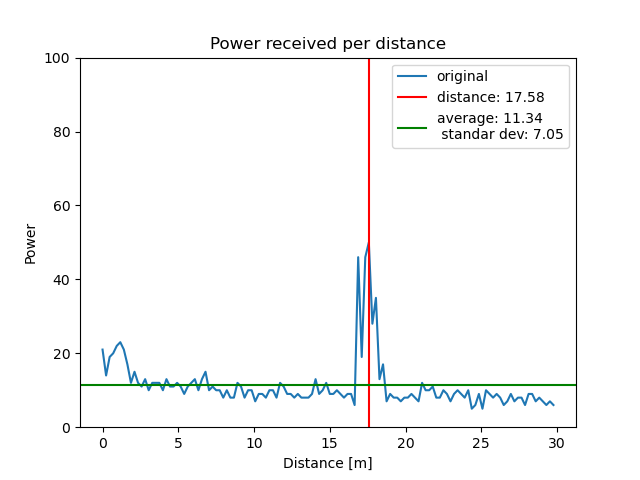 Power received per distance
100
80
60
40
20
0
Power
0 5 10 15 20 25 30
Distance [m]
original
distance: 17.58
average: 11.34
standar dev: 7.05